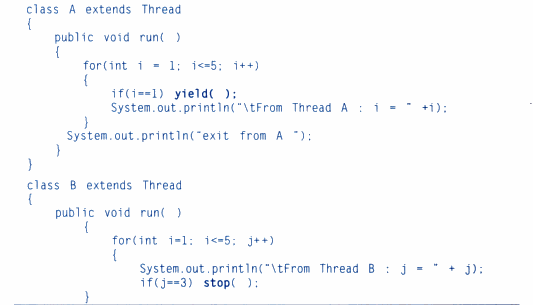 class A extends Thread
{
public void run( )
{
for(int i = 1; i<=5; i++)
{
if(i==1) yield( );
System.out.println("\tFrom Thread A : i = " +i);
}
System.out.println("exit from A ");
}
}
class B extends Thread
{
public void run( )
{
for(int i=1; i<=5; j++)
{
System.out.println("\tFrom Thread B : j = " + j);
if(j==3) stop( );
}